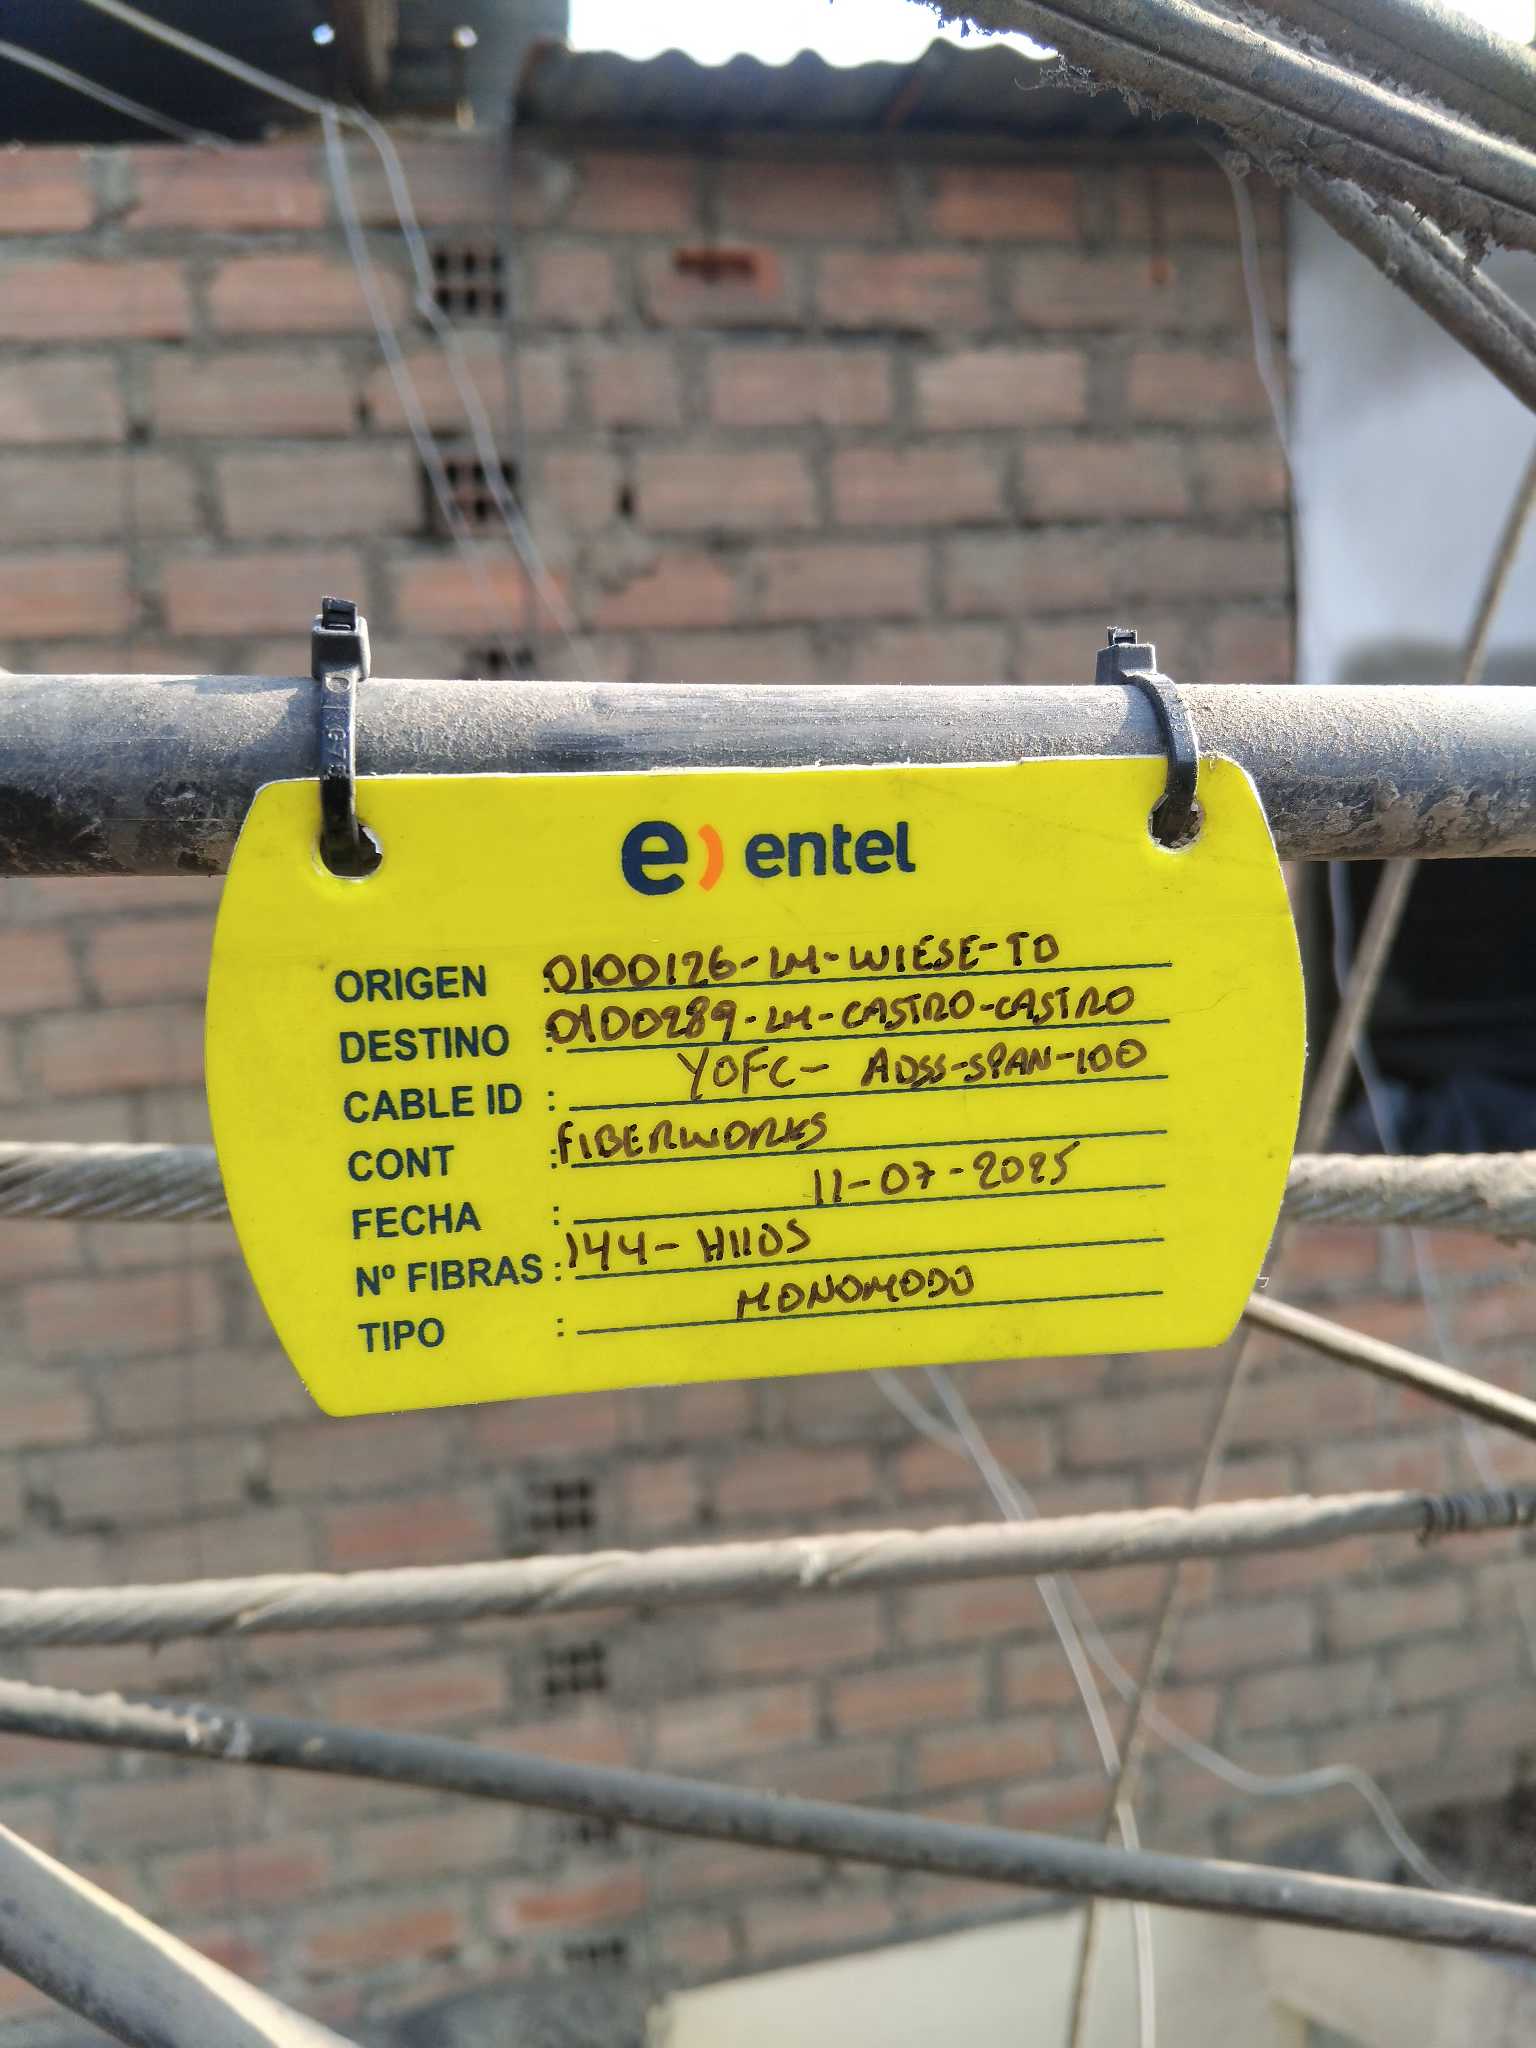 e) entel
ORIGEN : 0100126-LM-WIESE-TO
DESTINO : 0100289-LM-CASTRO-CASTRO
CABLE ID : YOFC- ADSS-SPAN-100
CONT : FIBERWORKS
FECHA : 11-07-2025
Nº FIBRAS : 144- HIIOS
TIPO : MONOMODO